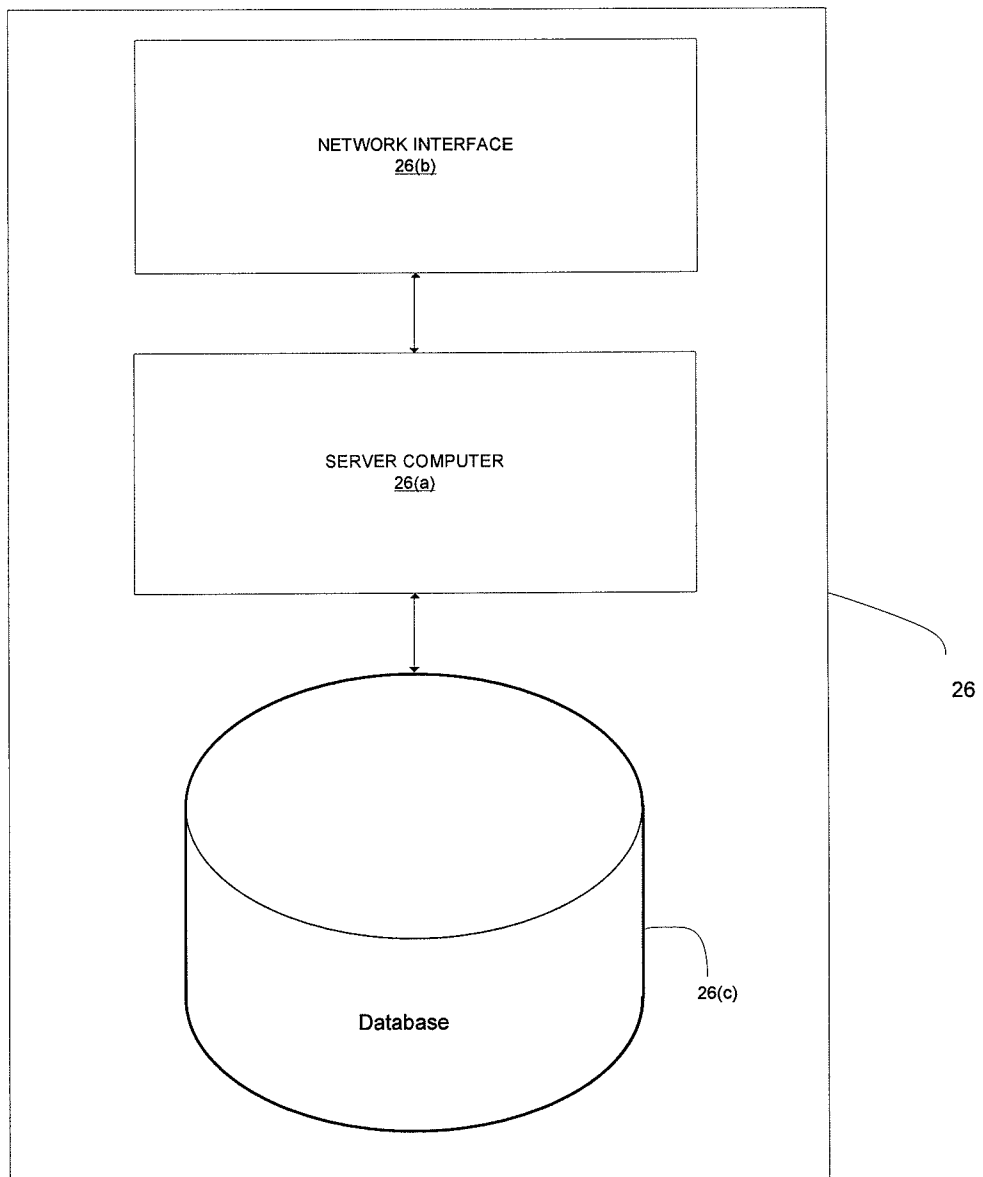 NETWORK INTERFACE
26(b)
SERVER COMPUTER
26(a)
26
26(c)
Database